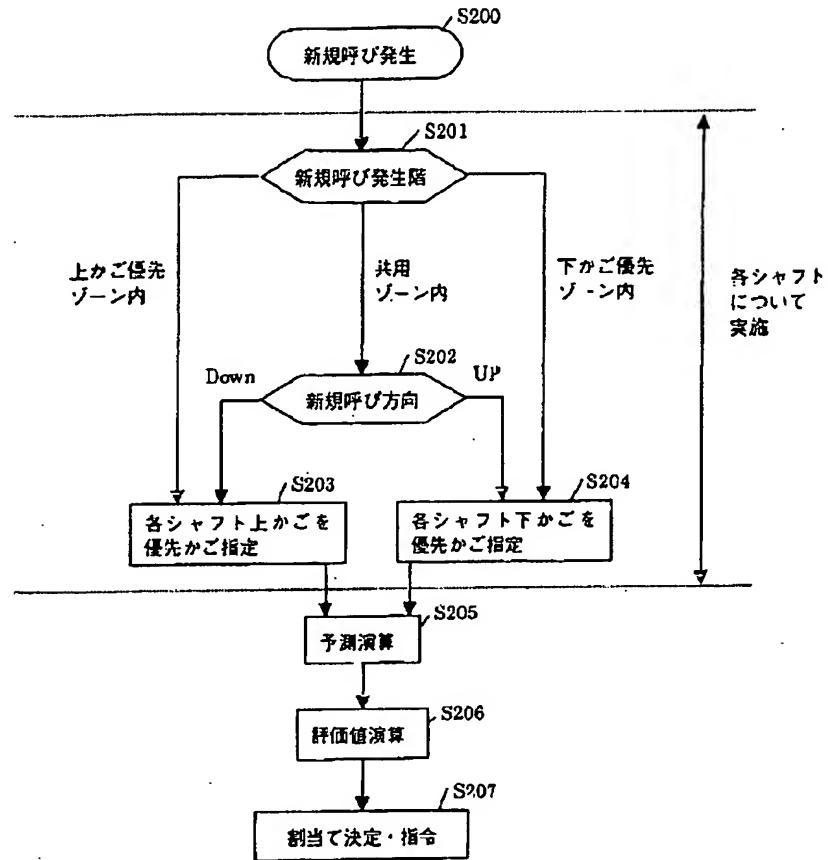 S200
新規呼び発生
S201
新規呼び発生階
上かご優先
ゾーン内
共用
ゾーン内
下かご優先
ゾーン内
各シャフト
について
実施
S202
Down
UP
新規呼び方向
S203
各シャフト上かごを
優先かご指定
S204
各シャフト下かごを
優先かご指定
S205
予測演算
S206
評価値演算
S207
割当て決定・指令